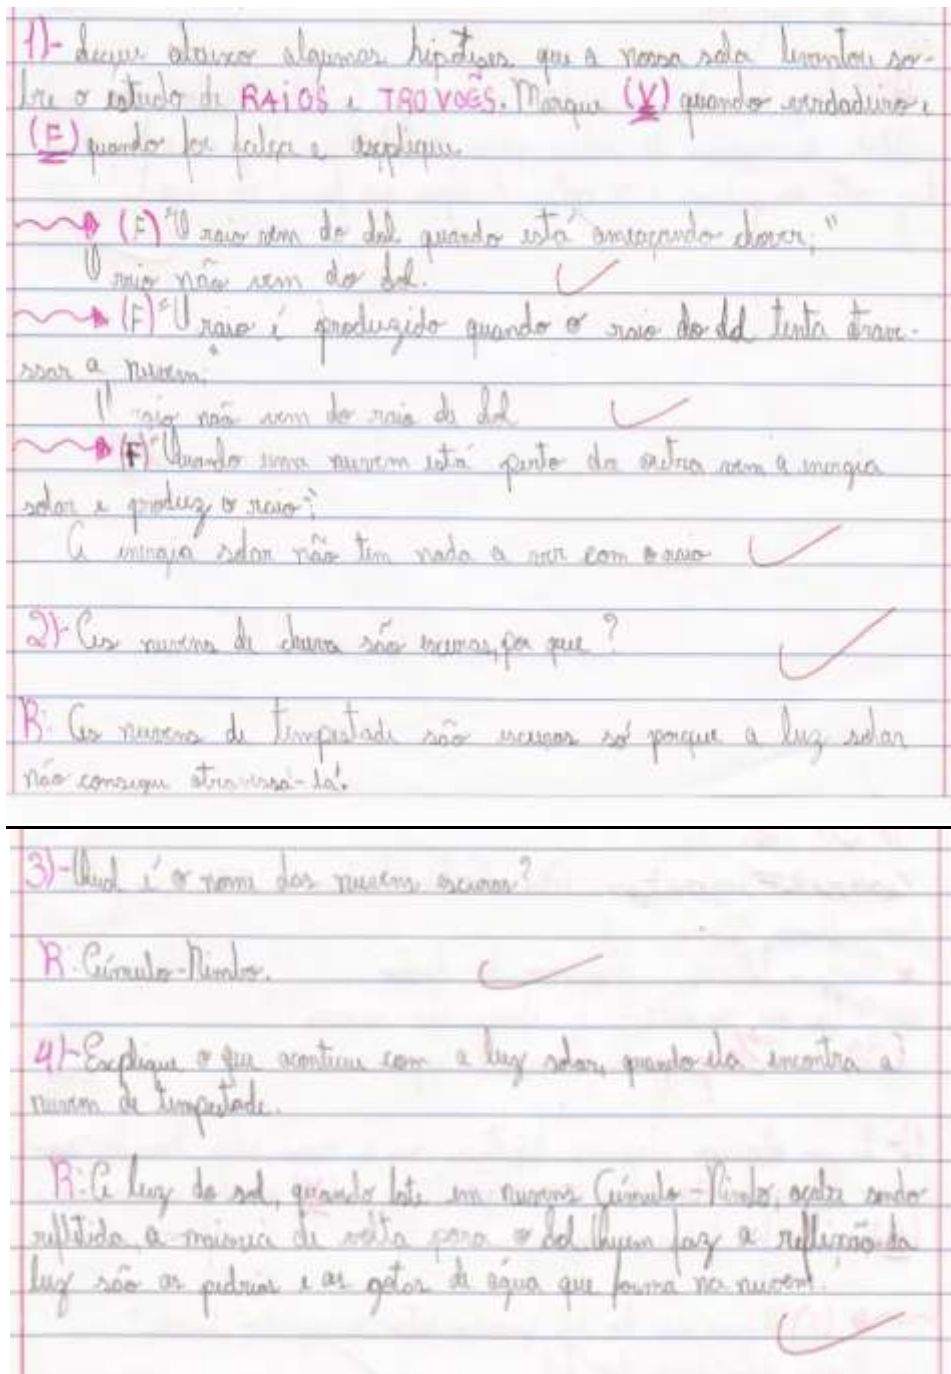 1)- Segue abaixo algumas hipóteses que a nossa sala levantou so-
bre o estudo de RAIOS e TROVÕES. Marque (V) quando verdadeiro e
(F) quando for falça e explique.
(F) "O raio vem do sol quando está ameaçando chover;"
O raio não vem do sol.
(F) "O raio é produzido quando o raio do sol tenta atrave-
ssar a nuvem;"
O raio não vem do raio do sol
(F) "Quando uma nuvem está perto da outra vem a energia
solar e produz o raio;"
A energia solar não tem nada a ver com o raio
2)- As nuvens de chuva são escuras, por que?
R: As nuvens de tempestade são escuras só porque a luz solar
não consegue atravessá-la!
3)- Qual é o nome das nuvens escuras?
R: Cúmulo-Nimbo.
4)- Explique o que acontece com a luz solar, quando ela encontra a
nuvem de tempestade.
R: A luz do sol, quando bate em nuvens Cúmulo-Nimbo, acaba sendo
refletida, a maioria de volta para o Sol. Quem faz a reflexão da
luz são as pedrias e as gotas de água que forma na nuvem.